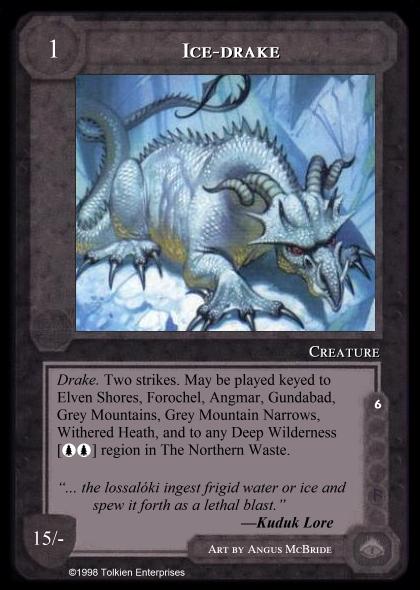 1
ICE-DRAKE
CREATURE
Drake. Two strikes. May be played keyed to
Elven Shores, Forochel, Angmar, Gundabad,
Grey Mountains, Grey Mountain Narrows,
Withered Heath, and to any Deep Wilderness
[] region in The Northern Waste.
6
“... the lossalóki ingest frigid water or ice and
spew it forth as a lethal blast.”
—Kuduk Lore
15/-
ART BY ANGUS MCBRIDE
©1998 Tolkien Enterprises